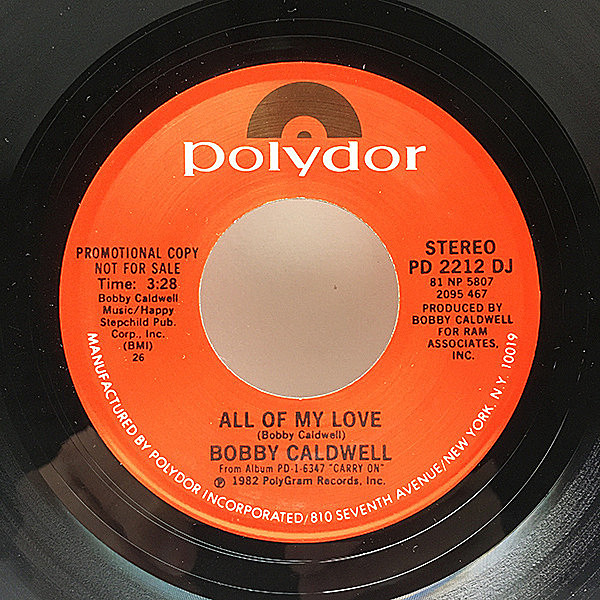 polydor
PROMOTIONAL COPY
NOT FOR SALE
Time: 3:28
Bobby Caldwell
Music/Happy
Stepchild Pub.
Corp., Inc.
(BMI)
26
STEREO
PD 2212 DJ
81 NP 5807
2095 467
PRODUCED BY
BOBBY CALDWELL
FOR RAM
ASSOCIATES,
INC.
ALL OF MY LOVE
(Bobby Caldwell)
BOBBY CALDWELL
From Album PD-1-6347 "CARRY ON"
℗ 1982 PolyGram Records, Inc.
MANUFACTURED BY POLYDOR INCORPORATED/810 SEVENTH AVENUE/NEW YORK. N.Y. 10019